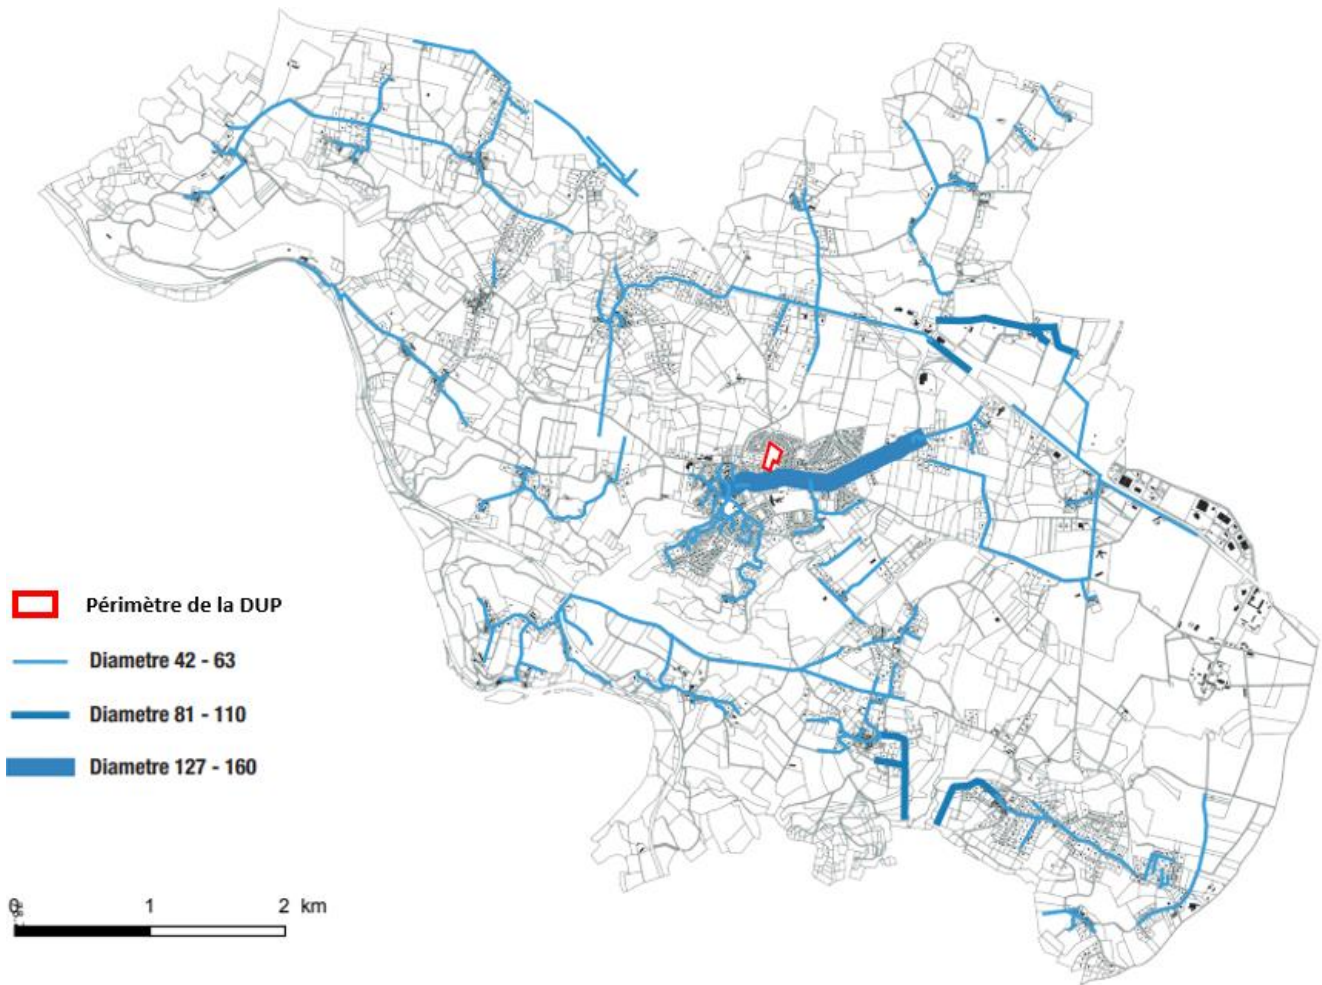 Périmètre de la DUP
Diametre 42 - 63
Diametre 81 - 110
Diametre 127 - 160
0 1 2 km